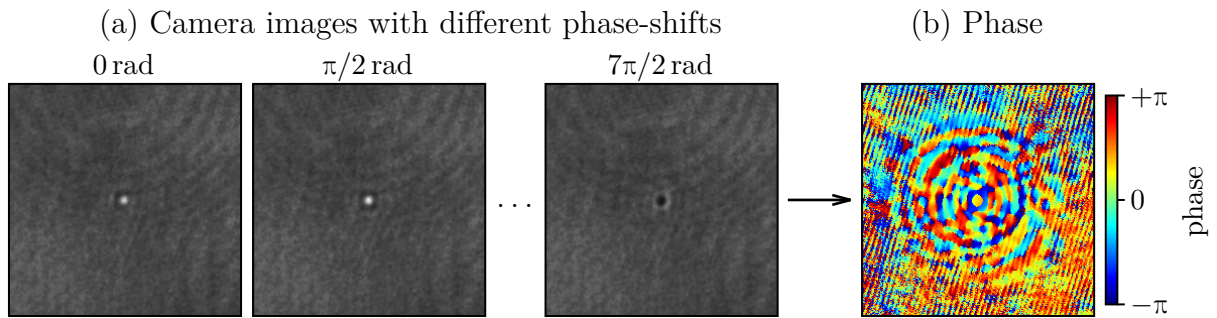 (a) Camera images with different phase-shifts
(b) Phase
0 rad
π/2 rad
7π/2 rad
...
+π
0
−π
phase